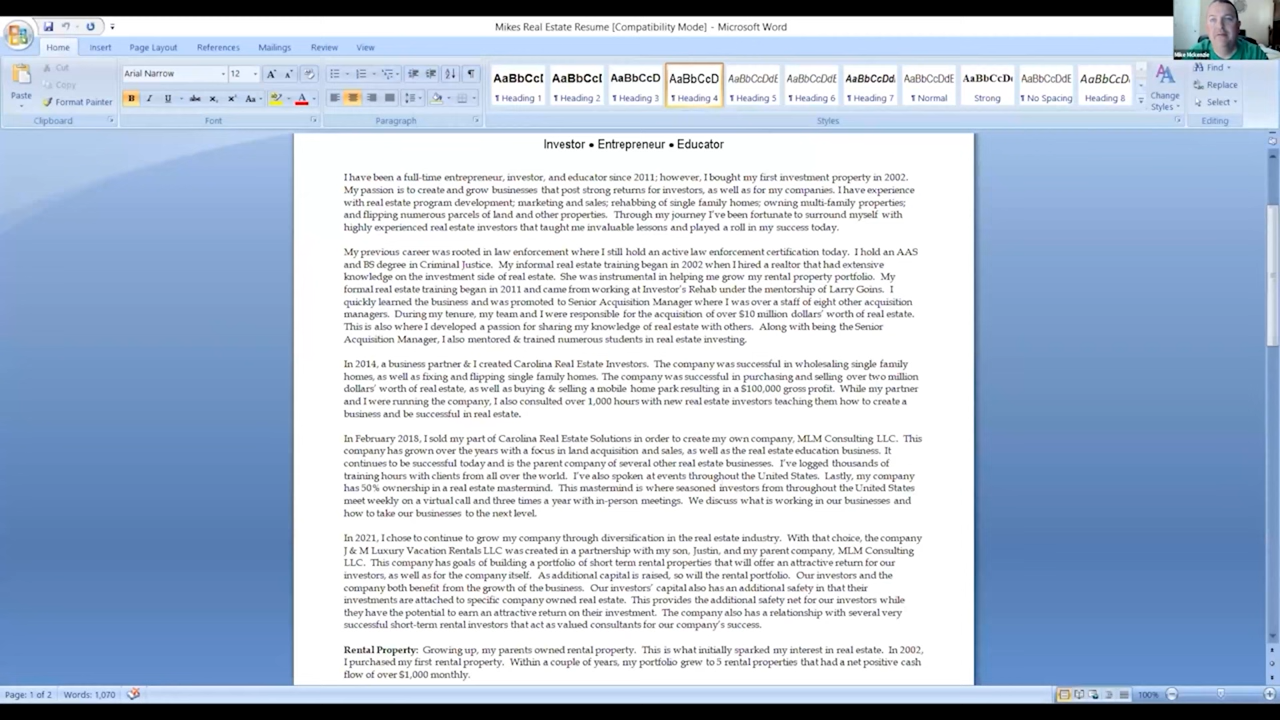 Mikes Real Estate Resume [Compatibility Mode] - Microsoft Word
Mike Mckenzie
Home Insert Page Layout References Mailings Review View
Cut
Copy
Paste
Format Painter
Arial Narrow 12
AaBbCcI AaBbCcI AaBbCcD AaBbCcD AaBbCcDdE AaBbCcDdE AaBbCcDd. AaBbCcDdE AaBbCcDc AaBbCcDdE AaBbCcDd.
¶ Heading 1 ¶ Heading 2 ¶ Heading 3 ¶ Heading 4 ¶ Heading 5 ¶ Heading 6 ¶ Heading 7 ¶ Normal Strong ¶ No Spacing Heading 8
Change
Styles
Find
Replace
Select
Clipboard Font Paragraph Styles Editing
Investor • Entrepreneur • Educator
I have been a full-time entrepreneur, investor, and educator since 2011; however, I bought my first investment property in 2002.
My passion is to create and grow businesses that post strong returns for investors, as well as for my companies. I have experience
with real estate program development; marketing and sales; rehabbing of single family homes; owning multi-family properties;
and flipping numerous parcels of land and other properties. Through my journey I've been fortunate to surround myself with
highly experienced real estate investors that taught me invaluable lessons and played a roll in my success today.
My previous career was rooted in law enforcement where I still hold an active law enforcement certification today. I hold an AAS
and BS degree in Criminal Justice. My informal real estate training began in 2002 when I hired a realtor that had extensive
knowledge on the investment side of real estate. She was instrumental in helping me grow my rental property portfolio. My
formal real estate training began in 2011 and came from working at Investor's Rehab under the mentorship of Larry Goins. I
quickly learned the business and was promoted to Senior Acquisition Manager where I was over a staff of eight other acquisition
managers. During my tenure, my team and I were responsible for the acquisition of over $10 million dollars' worth of real estate.
This is also where I developed a passion for sharing my knowledge of real estate with others. Along with being the Senior
Acquisition Manager, I also mentored & trained numerous students in real estate investing.
In 2014, a business partner & I created Carolina Real Estate Investors. The company was successful in wholesaling single family
homes, as well as fixing and flipping single family homes. The company was successful in purchasing and selling over two million
dollars' worth of real estate, as well as buying & selling a mobile home park resulting in a $100,000 gross profit. While my partner
and I were running the company, I also consulted over 1,000 hours with new real estate investors teaching them how to create a
business and be successful in real estate.
In February 2018, I sold my part of Carolina Real Estate Solutions in order to create my own company, MLM Consulting LLC. This
company has grown over the years with a focus in land acquisition and sales, as well as the real estate education business. It
continues to be successful today and is the parent company of several other real estate businesses. I've logged thousands of
training hours with clients from all over the world. I've also spoken at events throughout the United States. Lastly, my company
has 50% ownership in a real estate mastermind. This mastermind is where seasoned investors from throughout the United States
meet weekly on a virtual call and three times a year with in-person meetings. We discuss what is working in our businesses and
how to take our businesses to the next level.
In 2021, I chose to continue to grow my company through diversification in the real estate industry. With that choice, the company
J & M Luxury Vacation Rentals LLC was created in a partnership with my son, Justin, and my parent company, MLM Consulting
LLC. This company has goals of building a portfolio of short term rental properties that will offer an attractive return for our
investors, as well as for the company itself. As additional capital is raised, so will the rental portfolio. Our investors and the
company both benefit from the growth of the business. Our investors' capital also has an additional safety in that their
investments are attached to specific company owned real estate. This provides the additional safety net for our investors while
they have the potential to earn an attractive return on their investment. The company also has a relationship with several very
successful short-term rental investors that act as valued consultants for our company's success.
Rental Property: Growing up, my parents owned rental property. This is what initially sparked my interest in real estate. In 2002,
I purchased my first rental property. Within a couple of years, my portfolio grew to 5 rental properties that had a net positive cash
flow of over $1,000 monthly.
Page: 1 of 2 Words: 1,070 100%